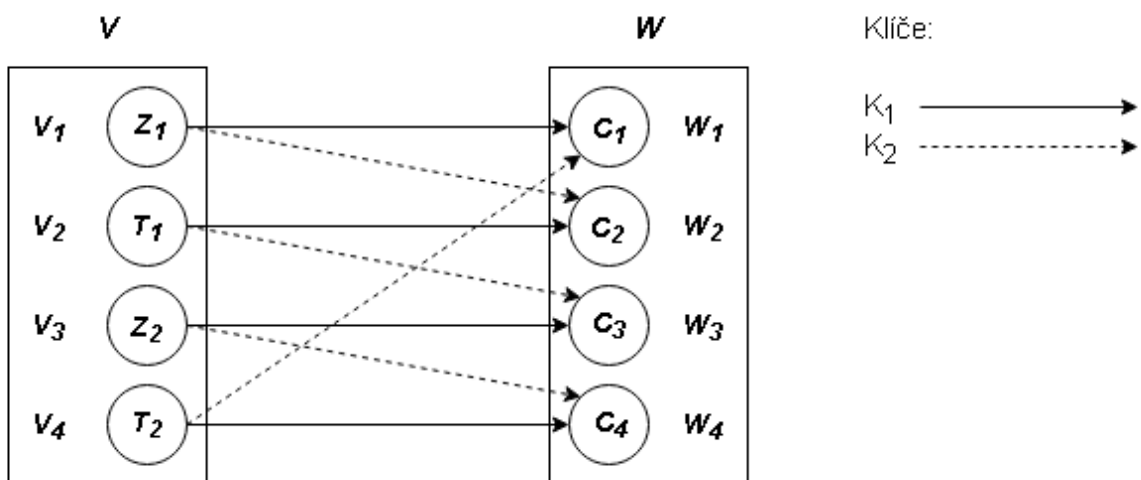 V W Klíče:
V1 Z1 C1 W1 K1
K2
V2 T1 C2 W2
V3 Z2 C3 W3
V4 T2 C4 W4